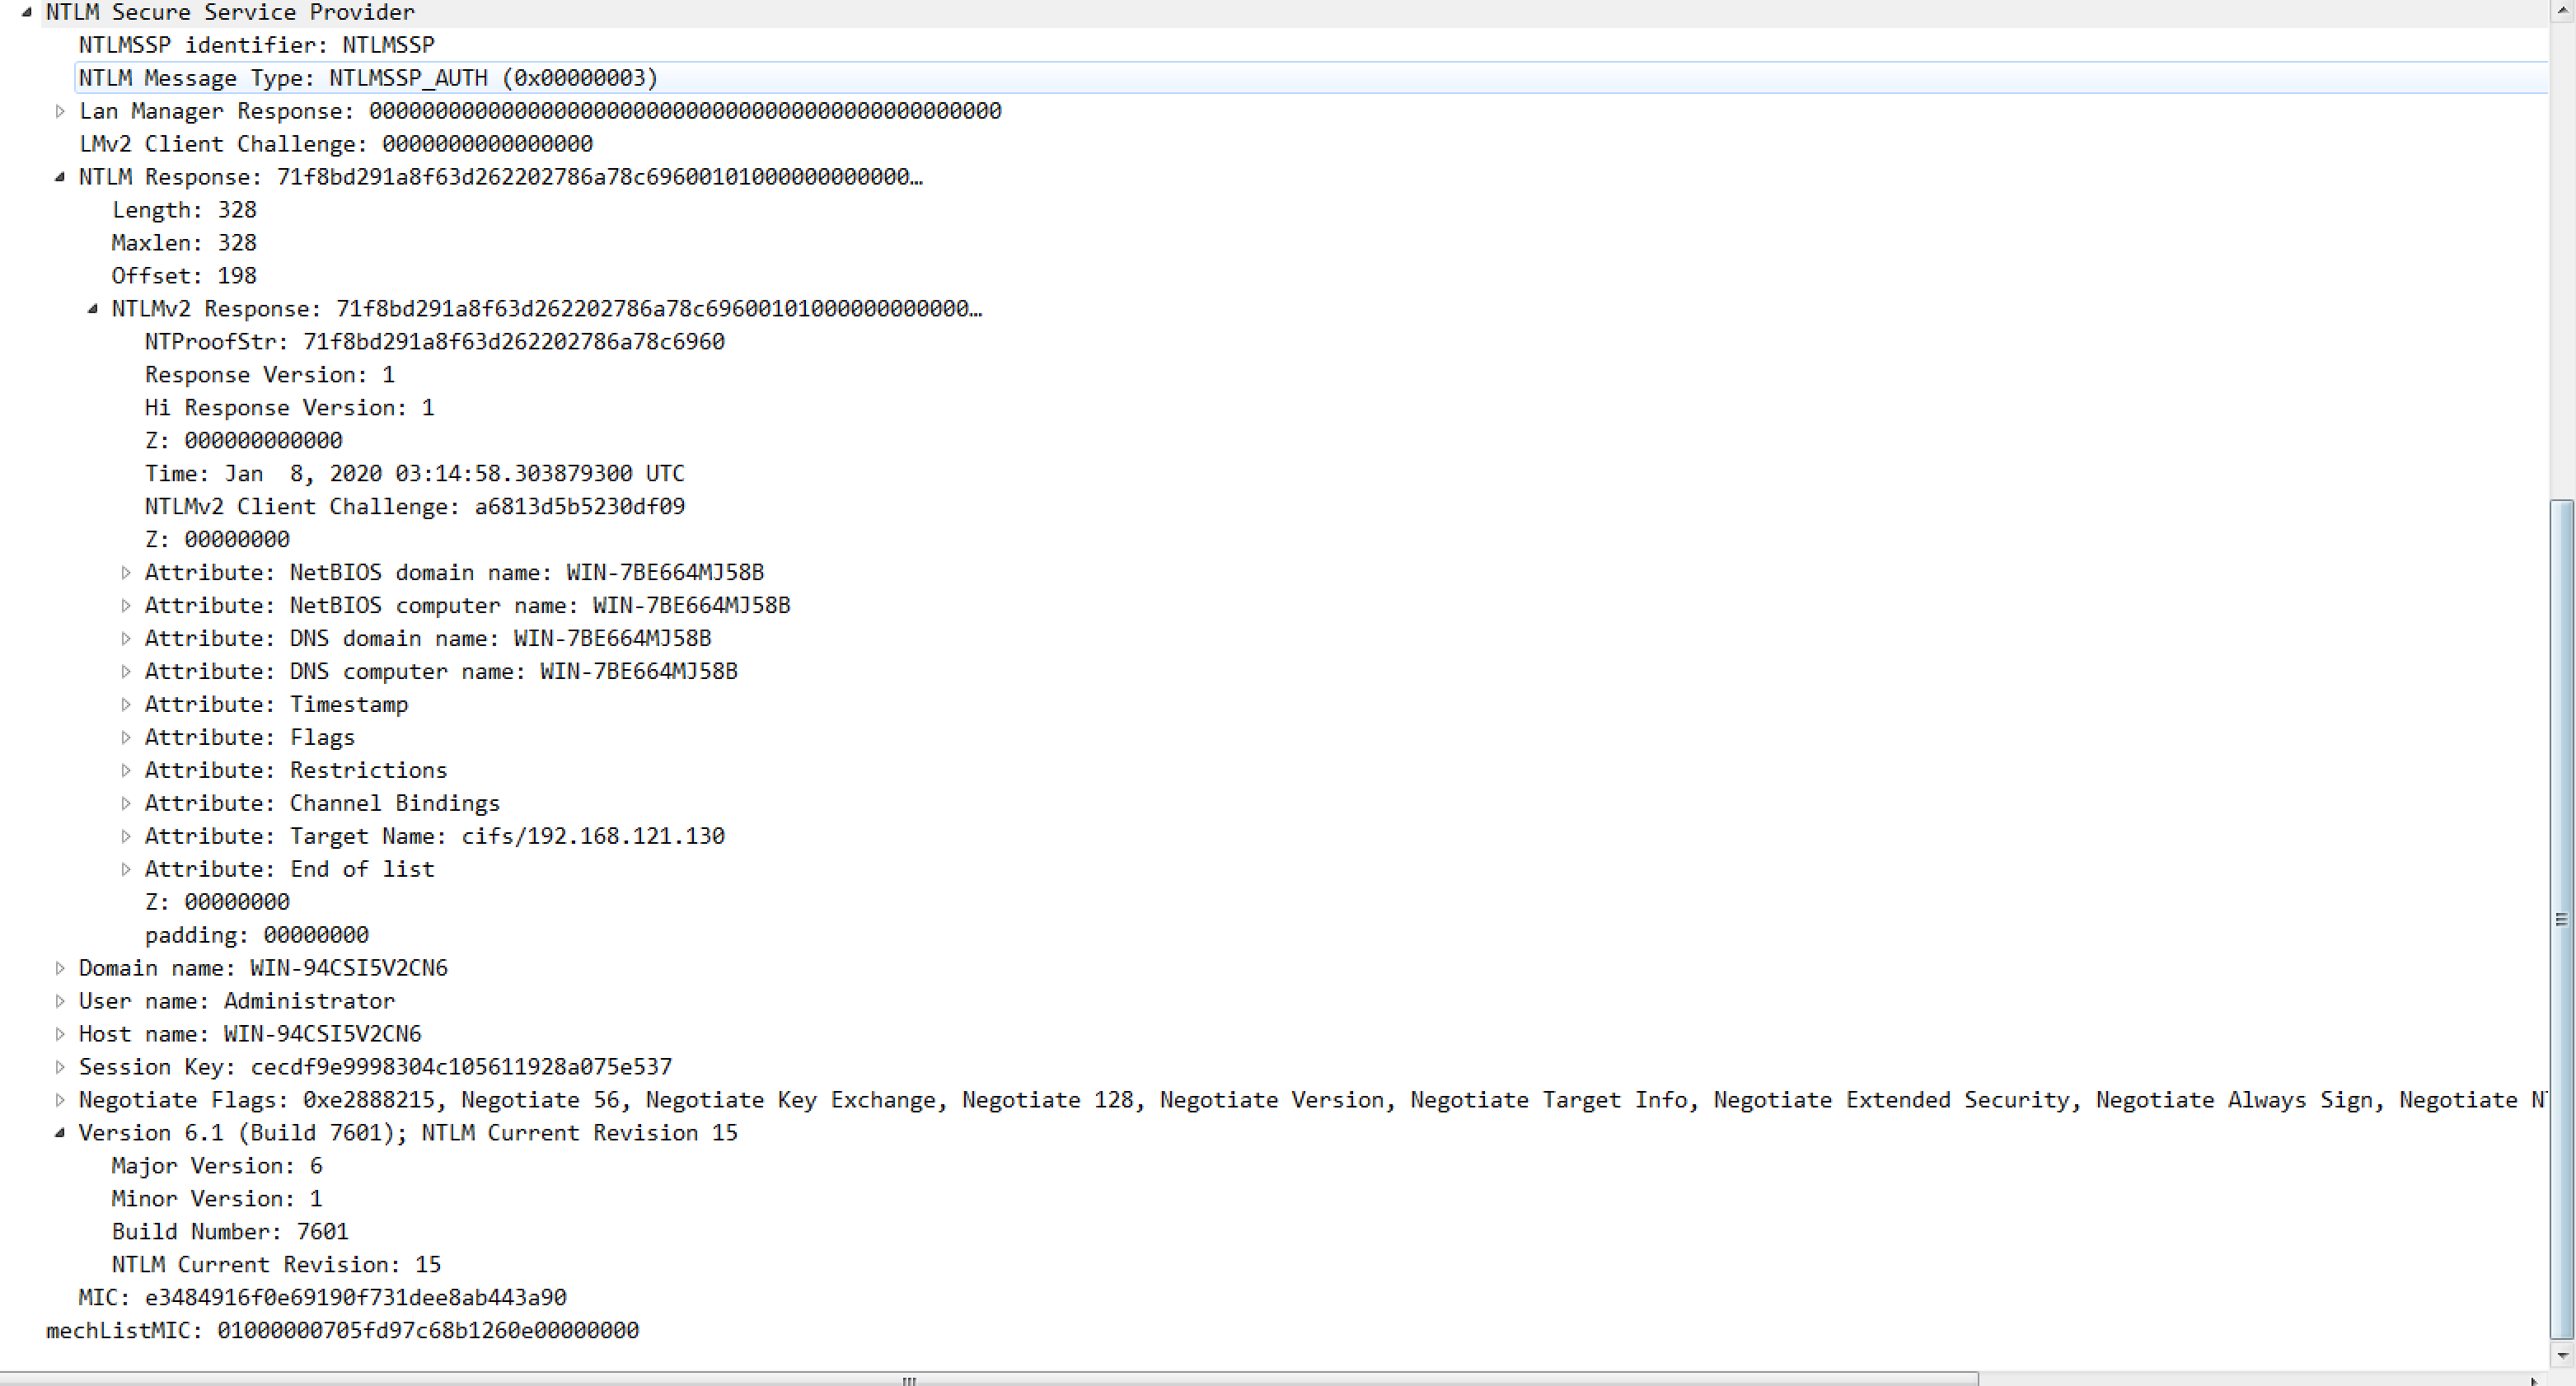 NTLM Secure Service Provider
NTLMSSP identifier: NTLMSSP
NTLM Message Type: NTLMSSP_AUTH (0x00000003)
Lan Manager Response: 000000000000000000000000000000000000000000000000
LMv2 Client Challenge: 0000000000000000
NTLM Response: 71f8bd291a8f63d262202786a78c69600101000000000000…
Length: 328
Maxlen: 328
Offset: 198
NTLMv2 Response: 71f8bd291a8f63d262202786a78c69600101000000000000…
NTProofStr: 71f8bd291a8f63d262202786a78c6960
Response Version: 1
Hi Response Version: 1
Z: 000000000000
Time: Jan  8, 2020 03:14:58.303879300 UTC
NTLMv2 Client Challenge: a6813d5b5230df09
Z: 00000000
Attribute: NetBIOS domain name: WIN-7BE664MJ58B
Attribute: NetBIOS computer name: WIN-7BE664MJ58B
Attribute: DNS domain name: WIN-7BE664MJ58B
Attribute: DNS computer name: WIN-7BE664MJ58B
Attribute: Timestamp
Attribute: Flags
Attribute: Restrictions
Attribute: Channel Bindings
Attribute: Target Name: cifs/192.168.121.130
Attribute: End of list
Z: 00000000
padding: 00000000
Domain name: WIN-94CSI5V2CN6
User name: Administrator
Host name: WIN-94CSI5V2CN6
Session Key: cecdf9e9998304c105611928a075e537
Negotiate Flags: 0xe2888215, Negotiate 56, Negotiate Key Exchange, Negotiate 128, Negotiate Version, Negotiate Target Info, Negotiate Extended Security, Negotiate Always Sign, Negotiate
Version 6.1 (Build 7601); NTLM Current Revision 15
Major Version: 6
Minor Version: 1
Build Number: 7601
NTLM Current Revision: 15
MIC: e3484916f0e69190f731dee8ab443a90
mechListMIC: 01000000705fd97c68b1260e00000000